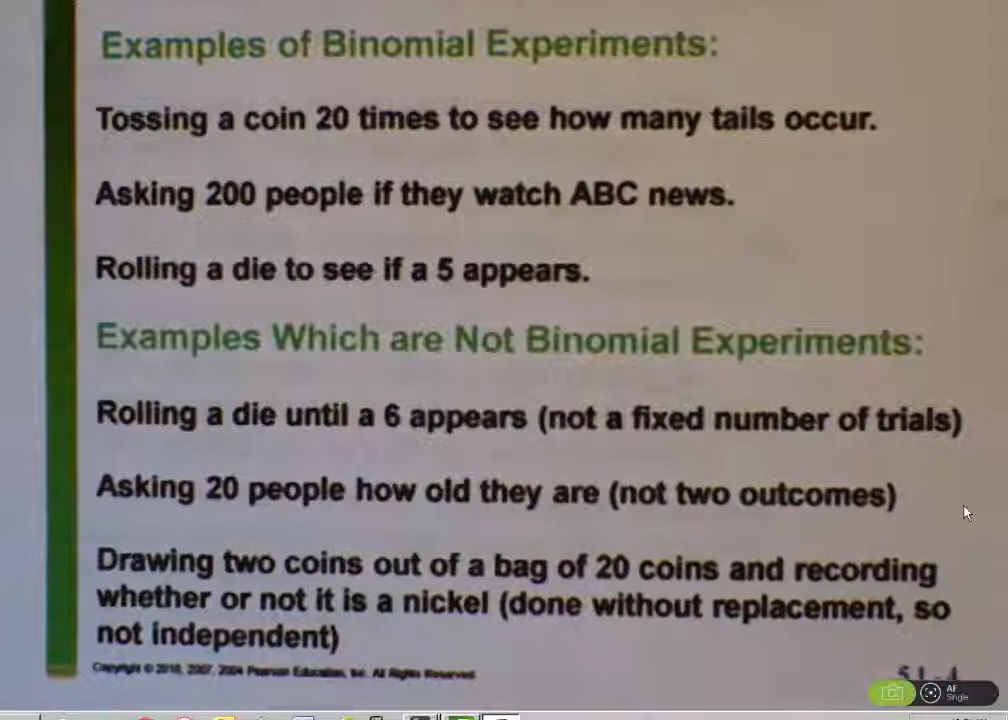 Examples of Binomial Experiments:
Tossing a coin 20 times to see how many tails occur.
Asking 200 people if they watch ABC news.
Rolling a die to see if a 5 appears.
Examples Which are Not Binomial Experiments:
Rolling a die until a 6 appears (not a fixed number of trials)
Asking 20 people how old they are (not two outcomes)
Drawing two coins out of a bag of 20 coins and recording
whether or not it is a nickel (done without replacement, so
not independent)
Copyright © 2010, 2007, 2004 Pearson Education, Inc. All Rights Reserved.
AF
Single